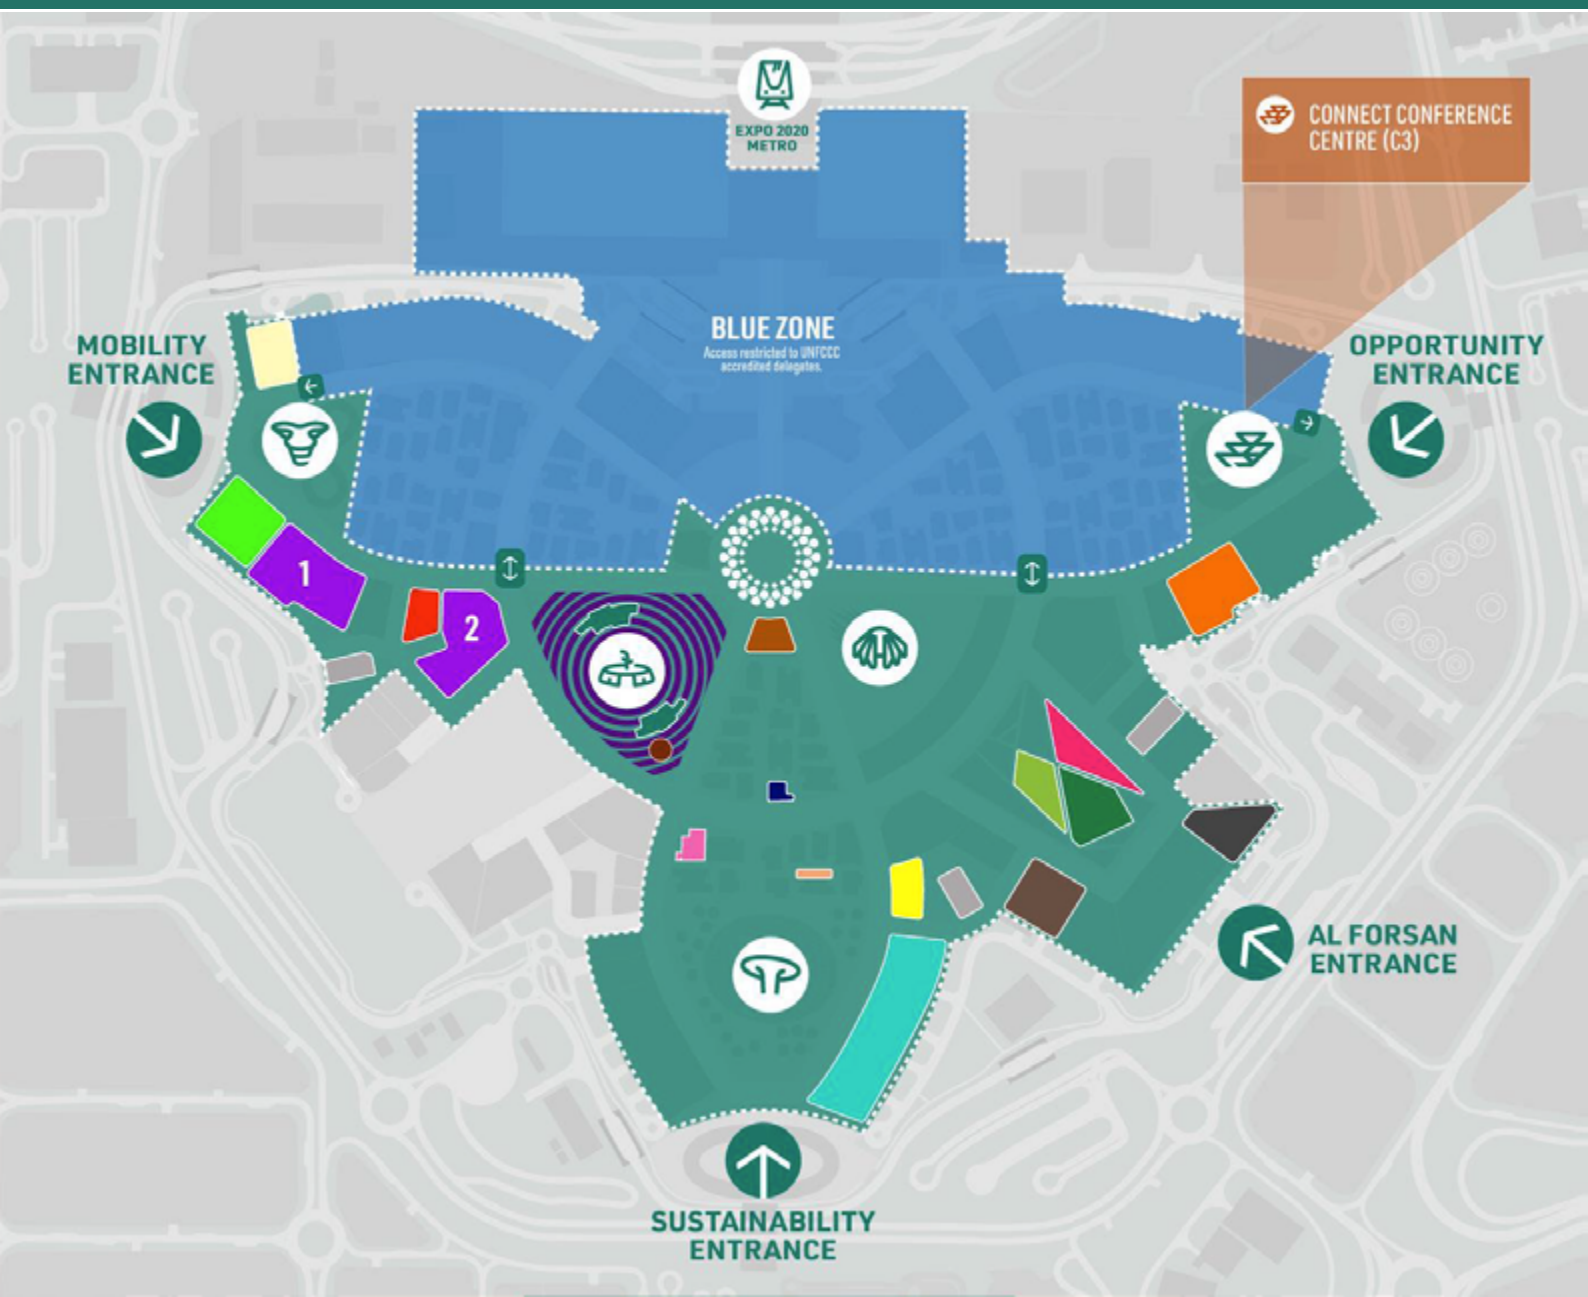 EXPO 2020
METRO
CONNECT CONFERENCE
CENTRE (C3)
BLUE ZONE
Access restricted to UNFCCC
accredited delegates.
MOBILITY
ENTRANCE
OPPORTUNITY
ENTRANCE
1
2
AL FORSAN
ENTRANCE
SUSTAINABILITY
ENTRANCE